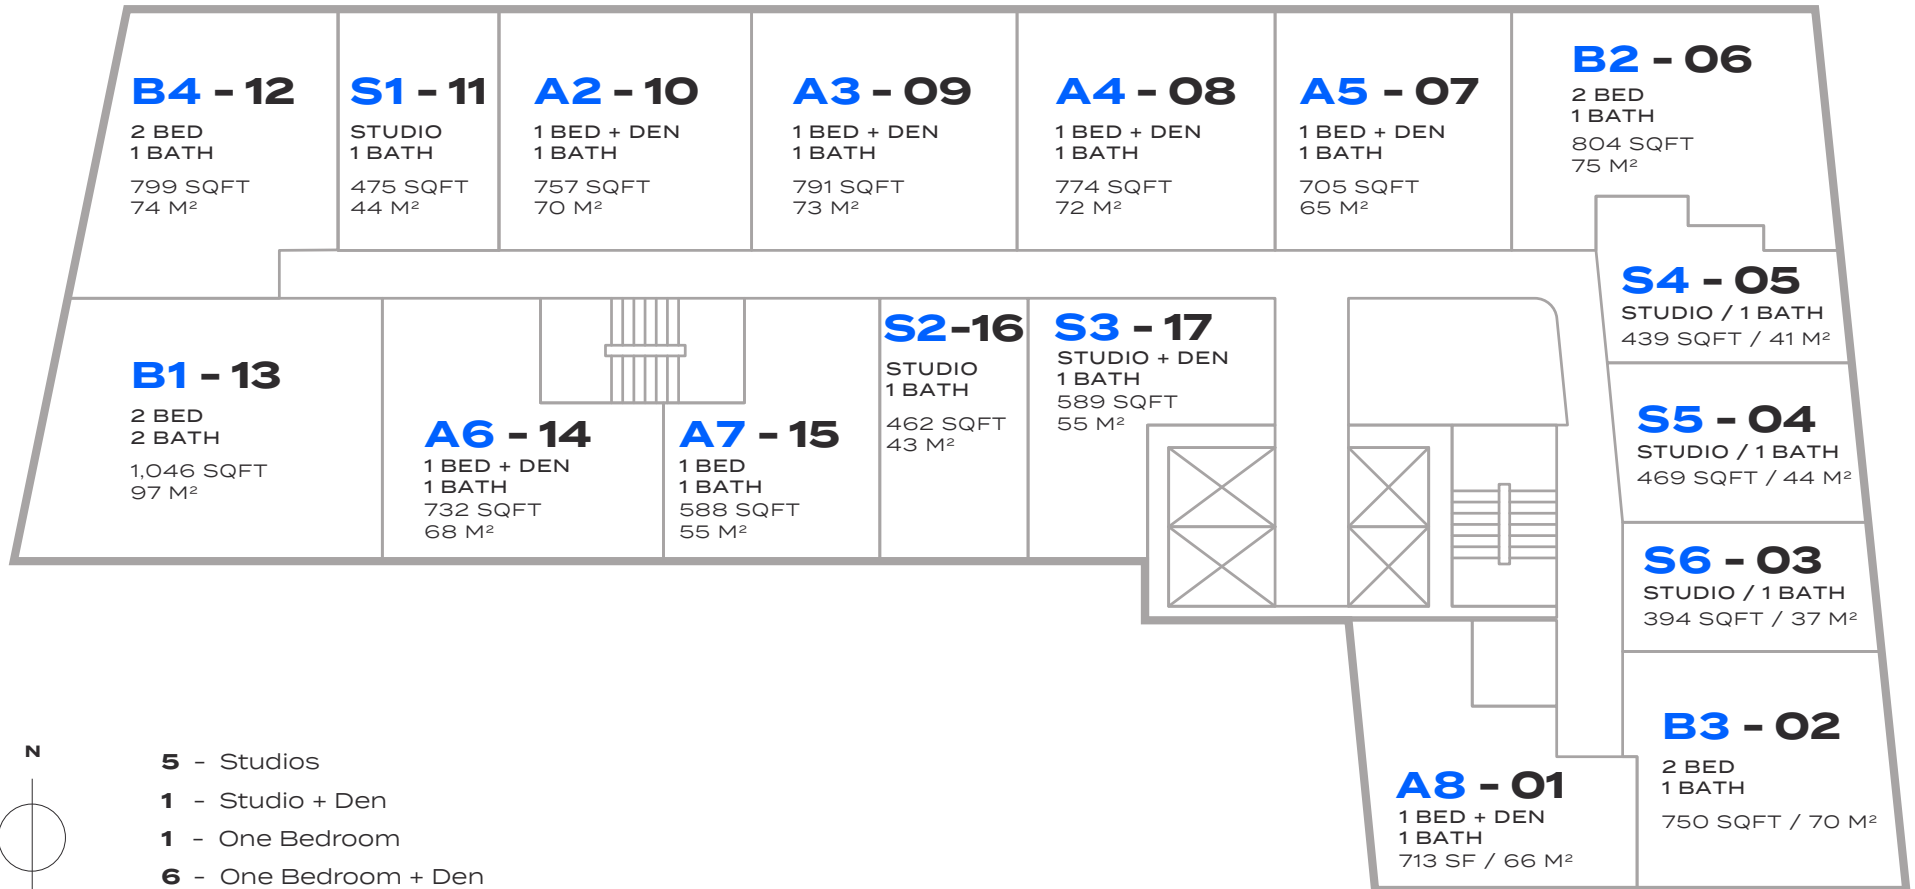 B4 - 12
2 BED
1 BATH
799 SQFT
74 M²
S1 - 11
STUDIO
1 BATH
475 SQFT
44 M²
A2 - 10
1 BED + DEN
1 BATH
757 SQFT
70 M²
A3 - 09
1 BED + DEN
1 BATH
791 SQFT
73 M²
A4 - 08
1 BED + DEN
1 BATH
774 SQFT
72 M²
A5 - 07
1 BED + DEN
1 BATH
705 SQFT
65 M²
B2 - 06
2 BED
1 BATH
804 SQFT
75 M²
S4 - 05
STUDIO / 1 BATH
439 SQFT / 41 M²
B1 - 13
2 BED
2 BATH
1,046 SQFT
97 M²
A6 - 14
1 BED + DEN
1 BATH
732 SQFT
68 M²
A7 - 15
1 BED
1 BATH
588 SQFT
55 M²
S2-16
STUDIO
1 BATH
462 SQFT
43 M²
S3 - 17
STUDIO + DEN
1 BATH
589 SQFT
55 M²
S5 - 04
STUDIO / 1 BATH
469 SQFT / 44 M²
S6 - 03
STUDIO / 1 BATH
394 SQFT / 37 M²
B3 - 02
2 BED
1 BATH
750 SQFT / 70 M²
A8 - 01
1 BED + DEN
1 BATH
713 SF / 66 M²
N
5 - Studios
1 - Studio + Den
1 - One Bedroom
6 - One Bedroom + Den